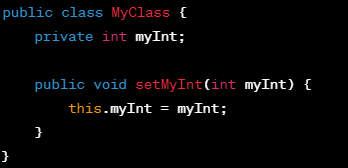 public class MyClass {
    private int myInt;

    public void setMyInt(int myInt) {
        this.myInt = myInt;
    }
}